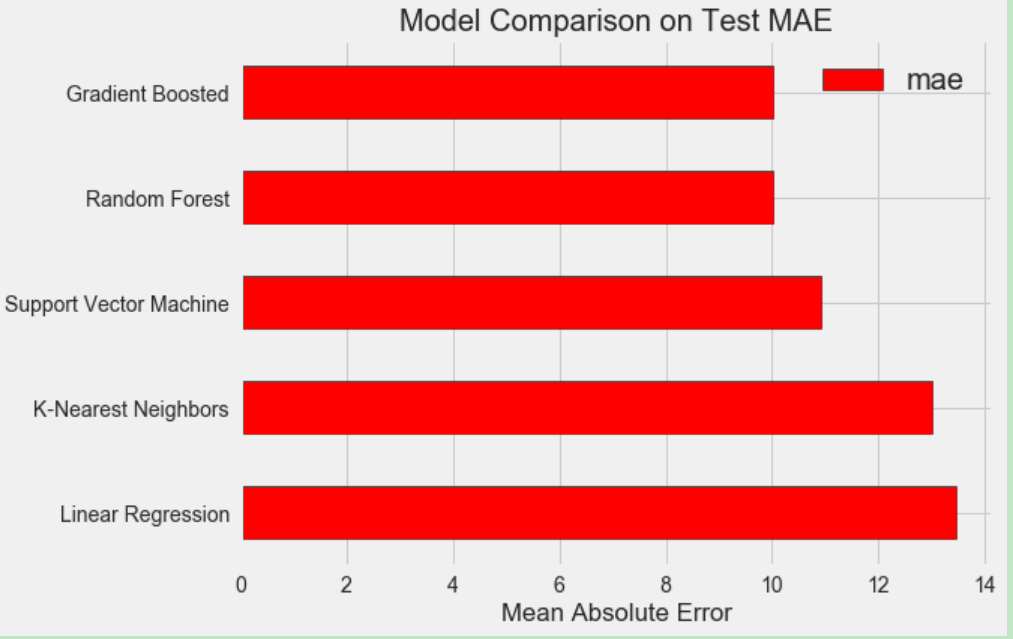 Model Comparison on Test MAE
mae
Gradient Boosted
Random Forest
Support Vector Machine
K-Nearest Neighbors
Linear Regression
0 2 4 6 8 10 12 14
Mean Absolute Error